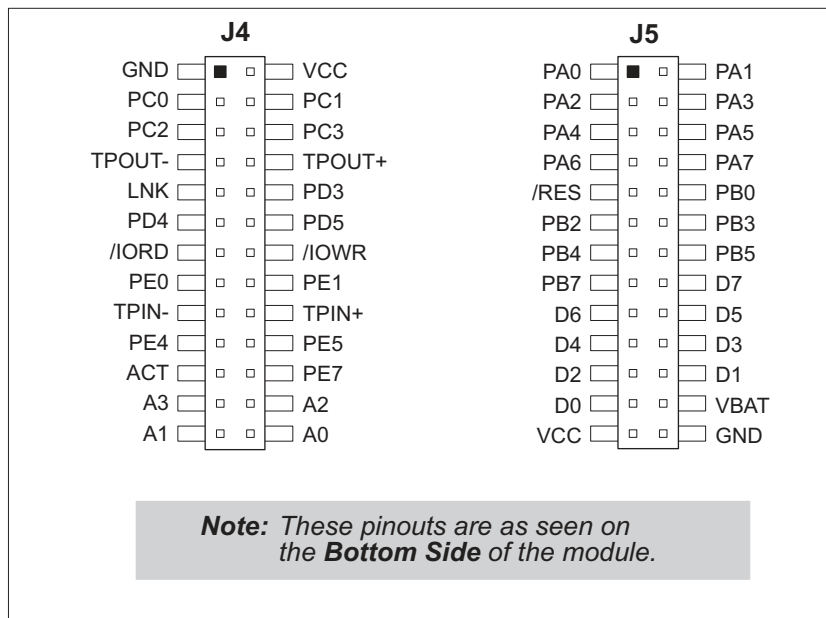 J4
GND VCC
PC0 PC1
PC2 PC3
TPOUT- TPOUT+
LNK PD3
PD4 PD5
/IORD /IOWR
PE0 PE1
TPIN- TPIN+
PE4 PE5
ACT PE7
A3 A2
A1 A0
J5
PA0 PA1
PA2 PA3
PA4 PA5
PA6 PA7
/RES PB0
PB2 PB3
PB4 PB5
PB7 D7
D6 D5
D4 D3
D2 D1
D0 VBAT
VCC GND
Note: These pinouts are as seen on
the Bottom Side of the module.